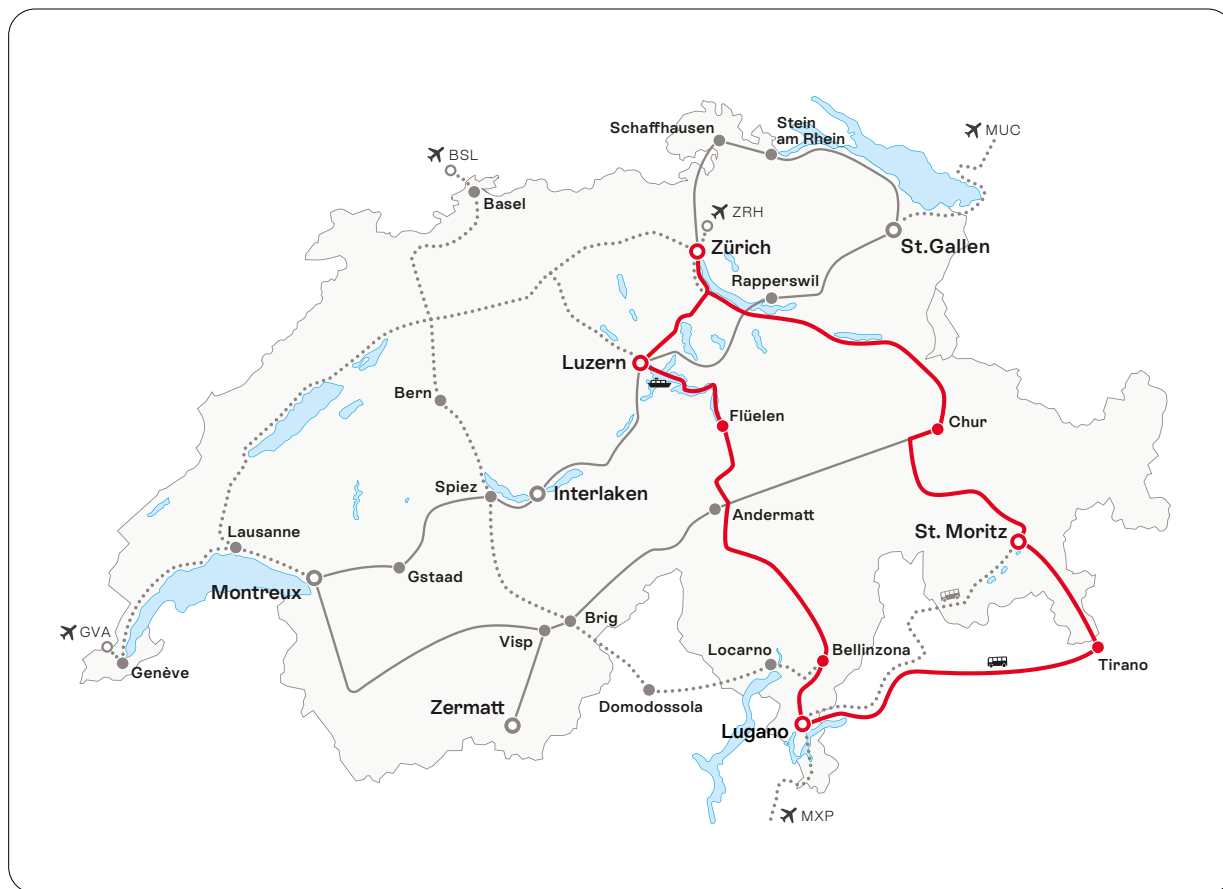 Schaffhausen
Stein
am Rhein
MUC
BSL
Basel
ZRH
Zürich
St.Gallen
Rapperswil
Luzern
Bern
Flüelen
Chur
Spiez
Interlaken
Andermatt
Lausanne
St. Moritz
Gstaad
Montreux
GVA
Genève
Visp
Brig
Locarno
Bellinzona
Tirano
Zermatt
Domodossola
Lugano
MXP